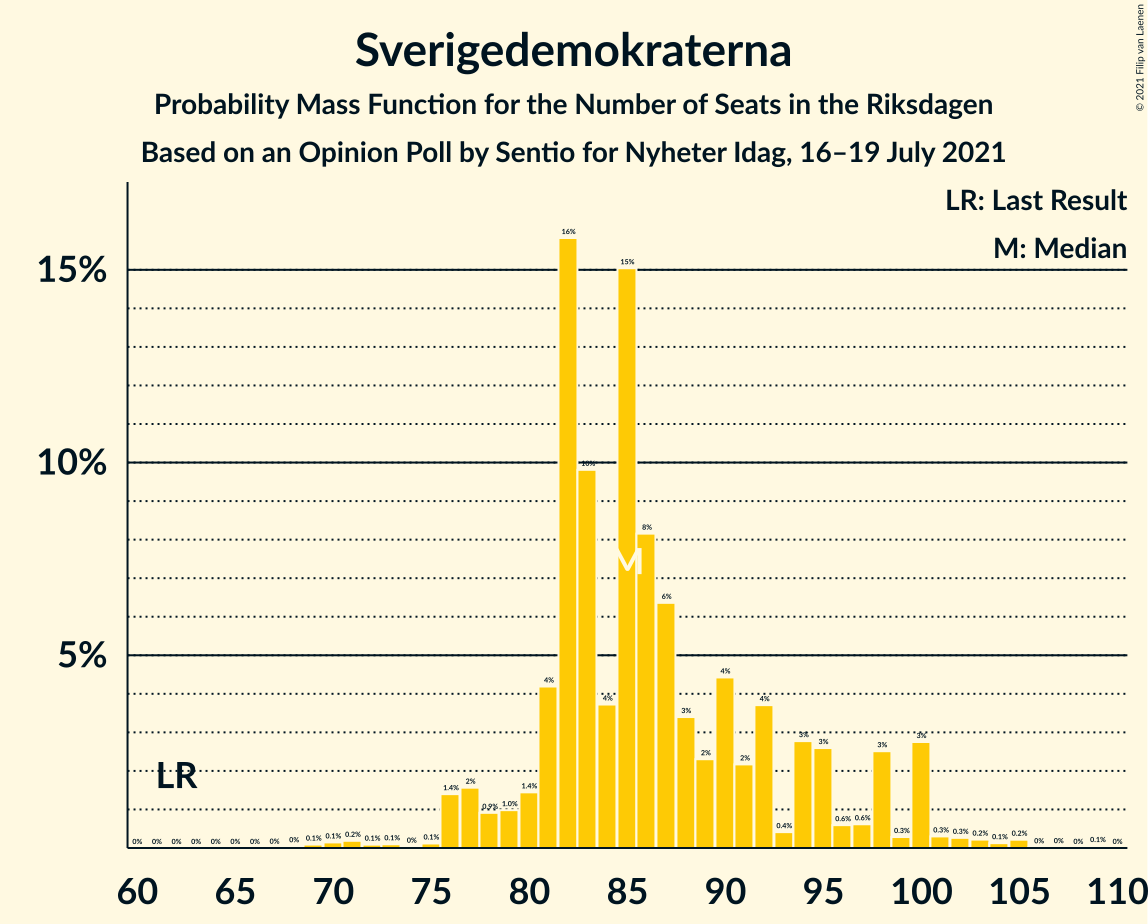 Sverigedemokraterna
Probability Mass Function for the Number of Seats in the Riksdagen
Based on an Opinion Poll by Sentio for Nyheter Idag, 16–19 July 2021
© 2021 Filip van Laenen
LR: Last Result
M: Median
15%
10%
5%
LR
M
0% 0% 0% 0% 0% 0% 0% 0% 0% 0.1% 0.1% 0.2% 0.1% 0.1% 0% 0.1% 1.4% 2% 0.9% 1.0% 1.4% 4% 16% 10% 4% 15% 8% 6% 3% 2% 4% 2% 4% 0.4% 3% 3% 0.6% 0.6% 3% 0.3% 3% 0.3% 0.3% 0.2% 0.1% 0.2% 0% 0% 0% 0.1% 0%
60 65 70 75 80 85 90 95 100 105 110